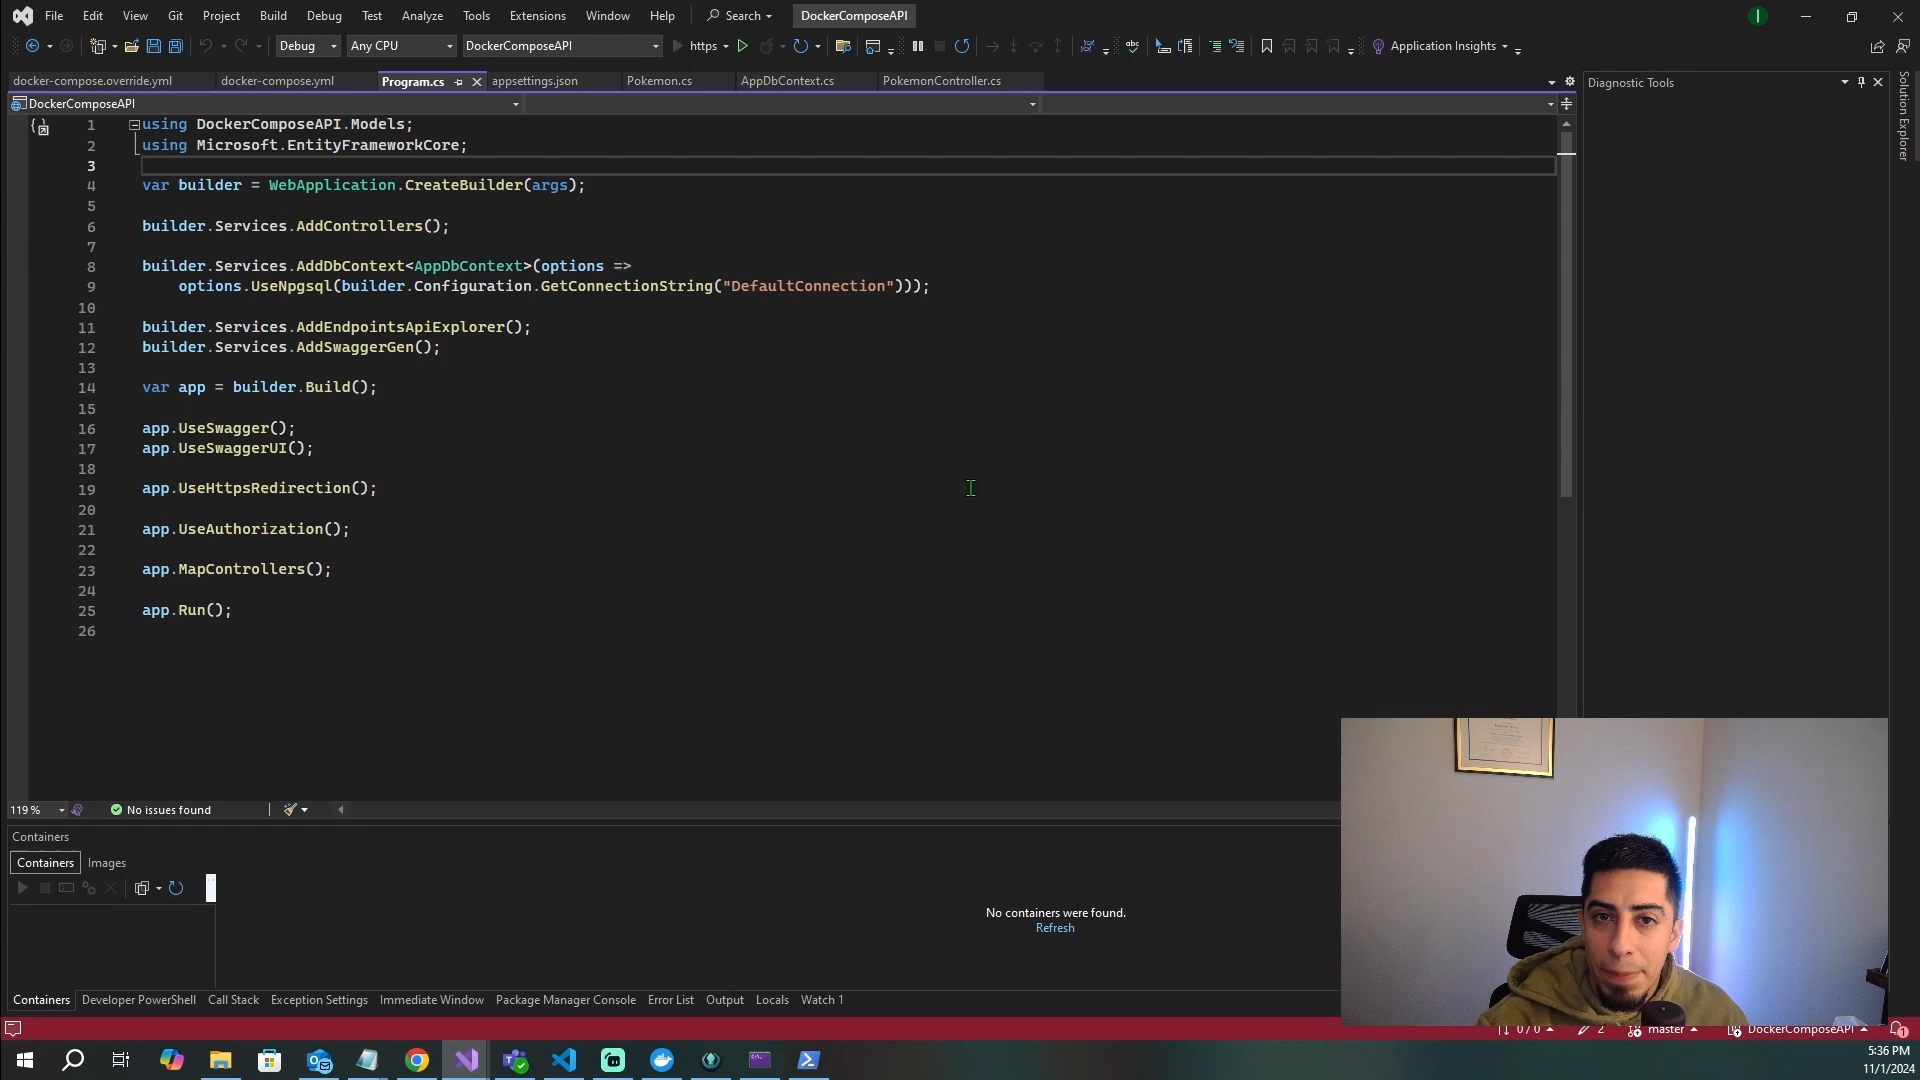 File Edit View Git Project Build Debug Test Analyze Tools Extensions Window Help Search DockerComposeAPI
Debug Any CPU DockerComposeAPI https Application Insights
docker-compose.override.yml docker-compose.yml Program.cs appsettings.json Pokemon.cs AppDbContext.cs PokemonController.cs
Diagnostic Tools
Solution Explorer
DockerComposeAPI
1 using DockerComposeAPI.Models;
2 using Microsoft.EntityFrameworkCore;
3
4 var builder = WebApplication.CreateBuilder(args);
5
6 builder.Services.AddControllers();
7
8 builder.Services.AddDbContext<AppDbContext>(options =>
9 options.UseNpgsql(builder.Configuration.GetConnectionString("DefaultConnection")));
10
11 builder.Services.AddEndpointsApiExplorer();
12 builder.Services.AddSwaggerGen();
13
14 var app = builder.Build();
15
16 app.UseSwagger();
17 app.UseSwaggerUI();
18
19 app.UseHttpsRedirection();
20
21 app.UseAuthorization();
22
23 app.MapControllers();
24
25 app.Run();
26
119 % No issues found
Containers
Containers Images
No containers were found.
Refresh
Containers Developer PowerShell Call Stack Exception Settings Immediate Window Package Manager Console Error List Output Locals Watch 1
0 / 0 2 master DockerComposeAPI 1
5:36 PM
11/1/2024